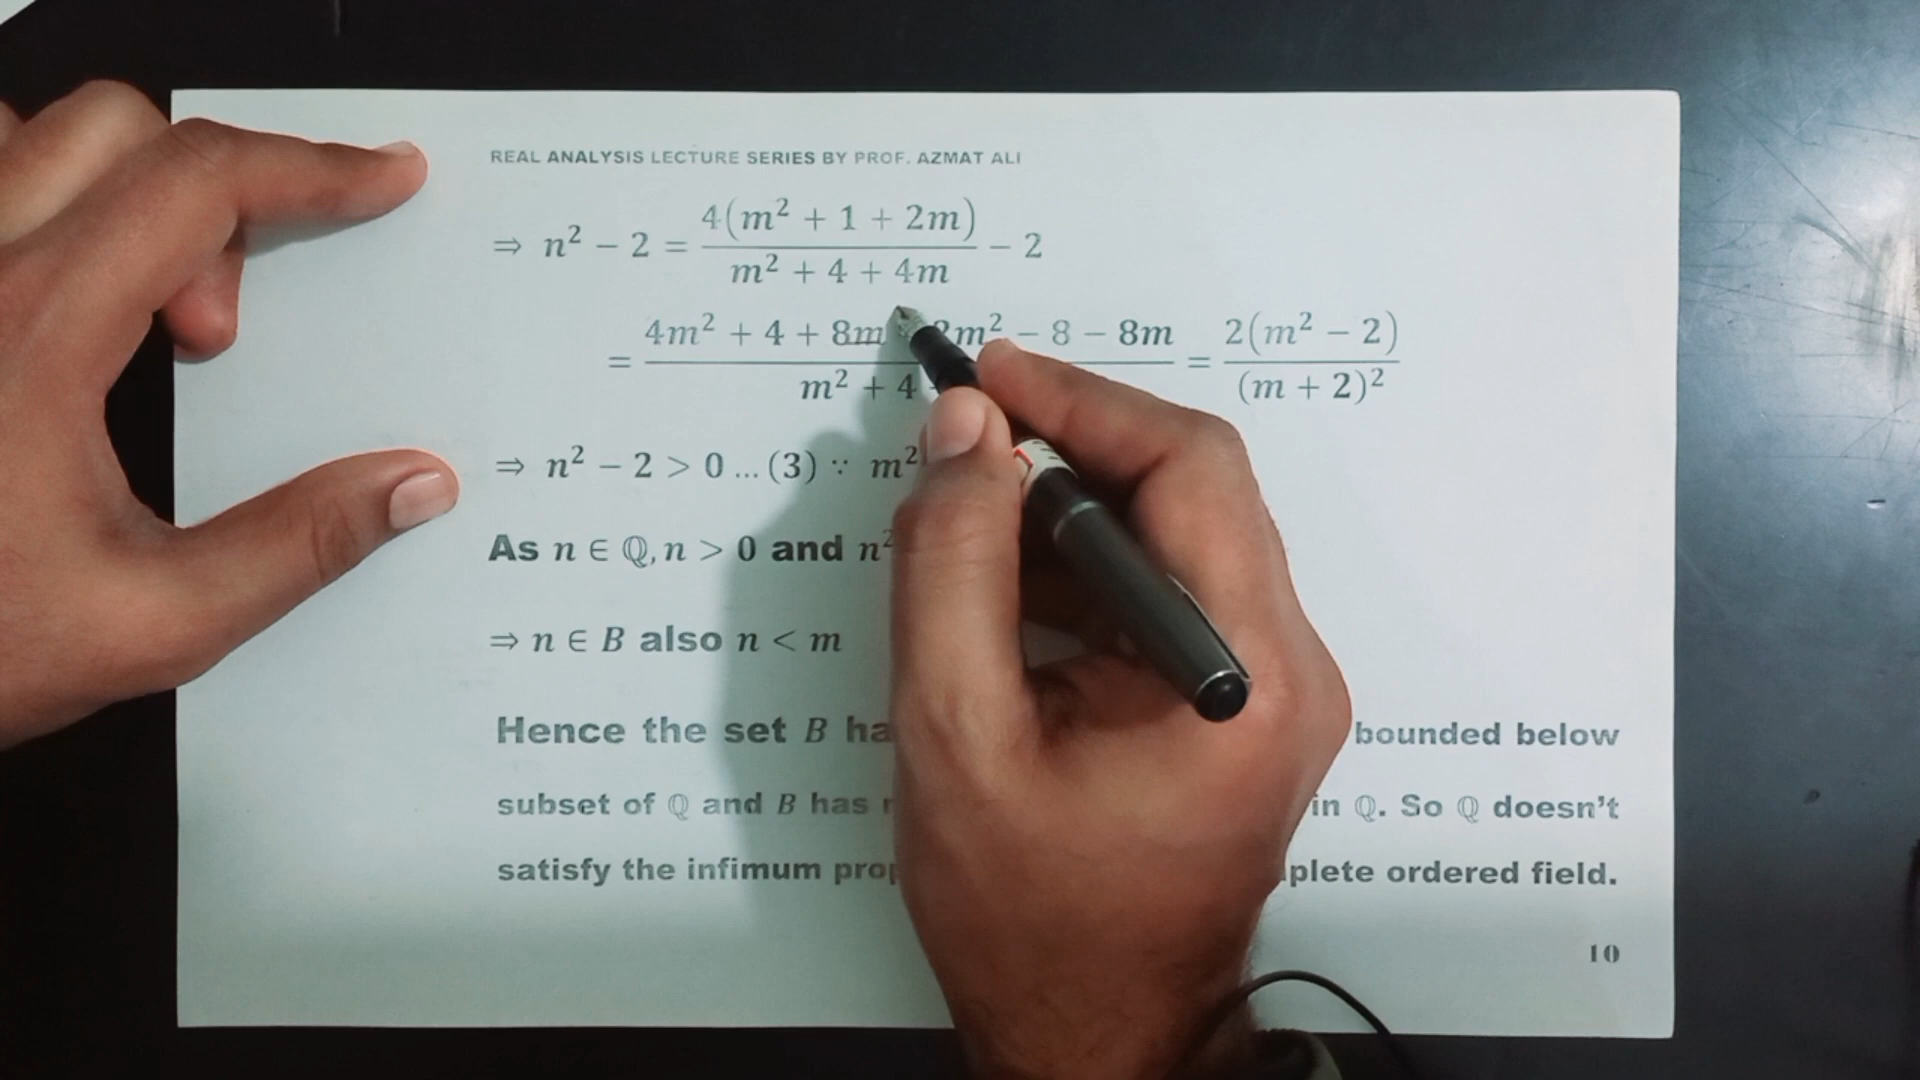 REAL ANALYSIS LECTURE SERIES BY PROF. AZMAT ALI
⇒ n² − 2 = 4(m² + 1 + 2m) / m² + 4 + 4m − 2
= 4m² + 4 + 8m 2m² − 8 − 8m / m² + 4 = 2(m² − 2) / (m + 2)²
⇒ n² − 2 > 0 ... (3) ∵ m²
As n ∈ ℚ, n > 0 and n²
⇒ n ∈ B also n < m
Hence the set B bounded below
subset of ℚ and B has in ℚ. So ℚ doesn't
satisfy the infimum ordered field.
10